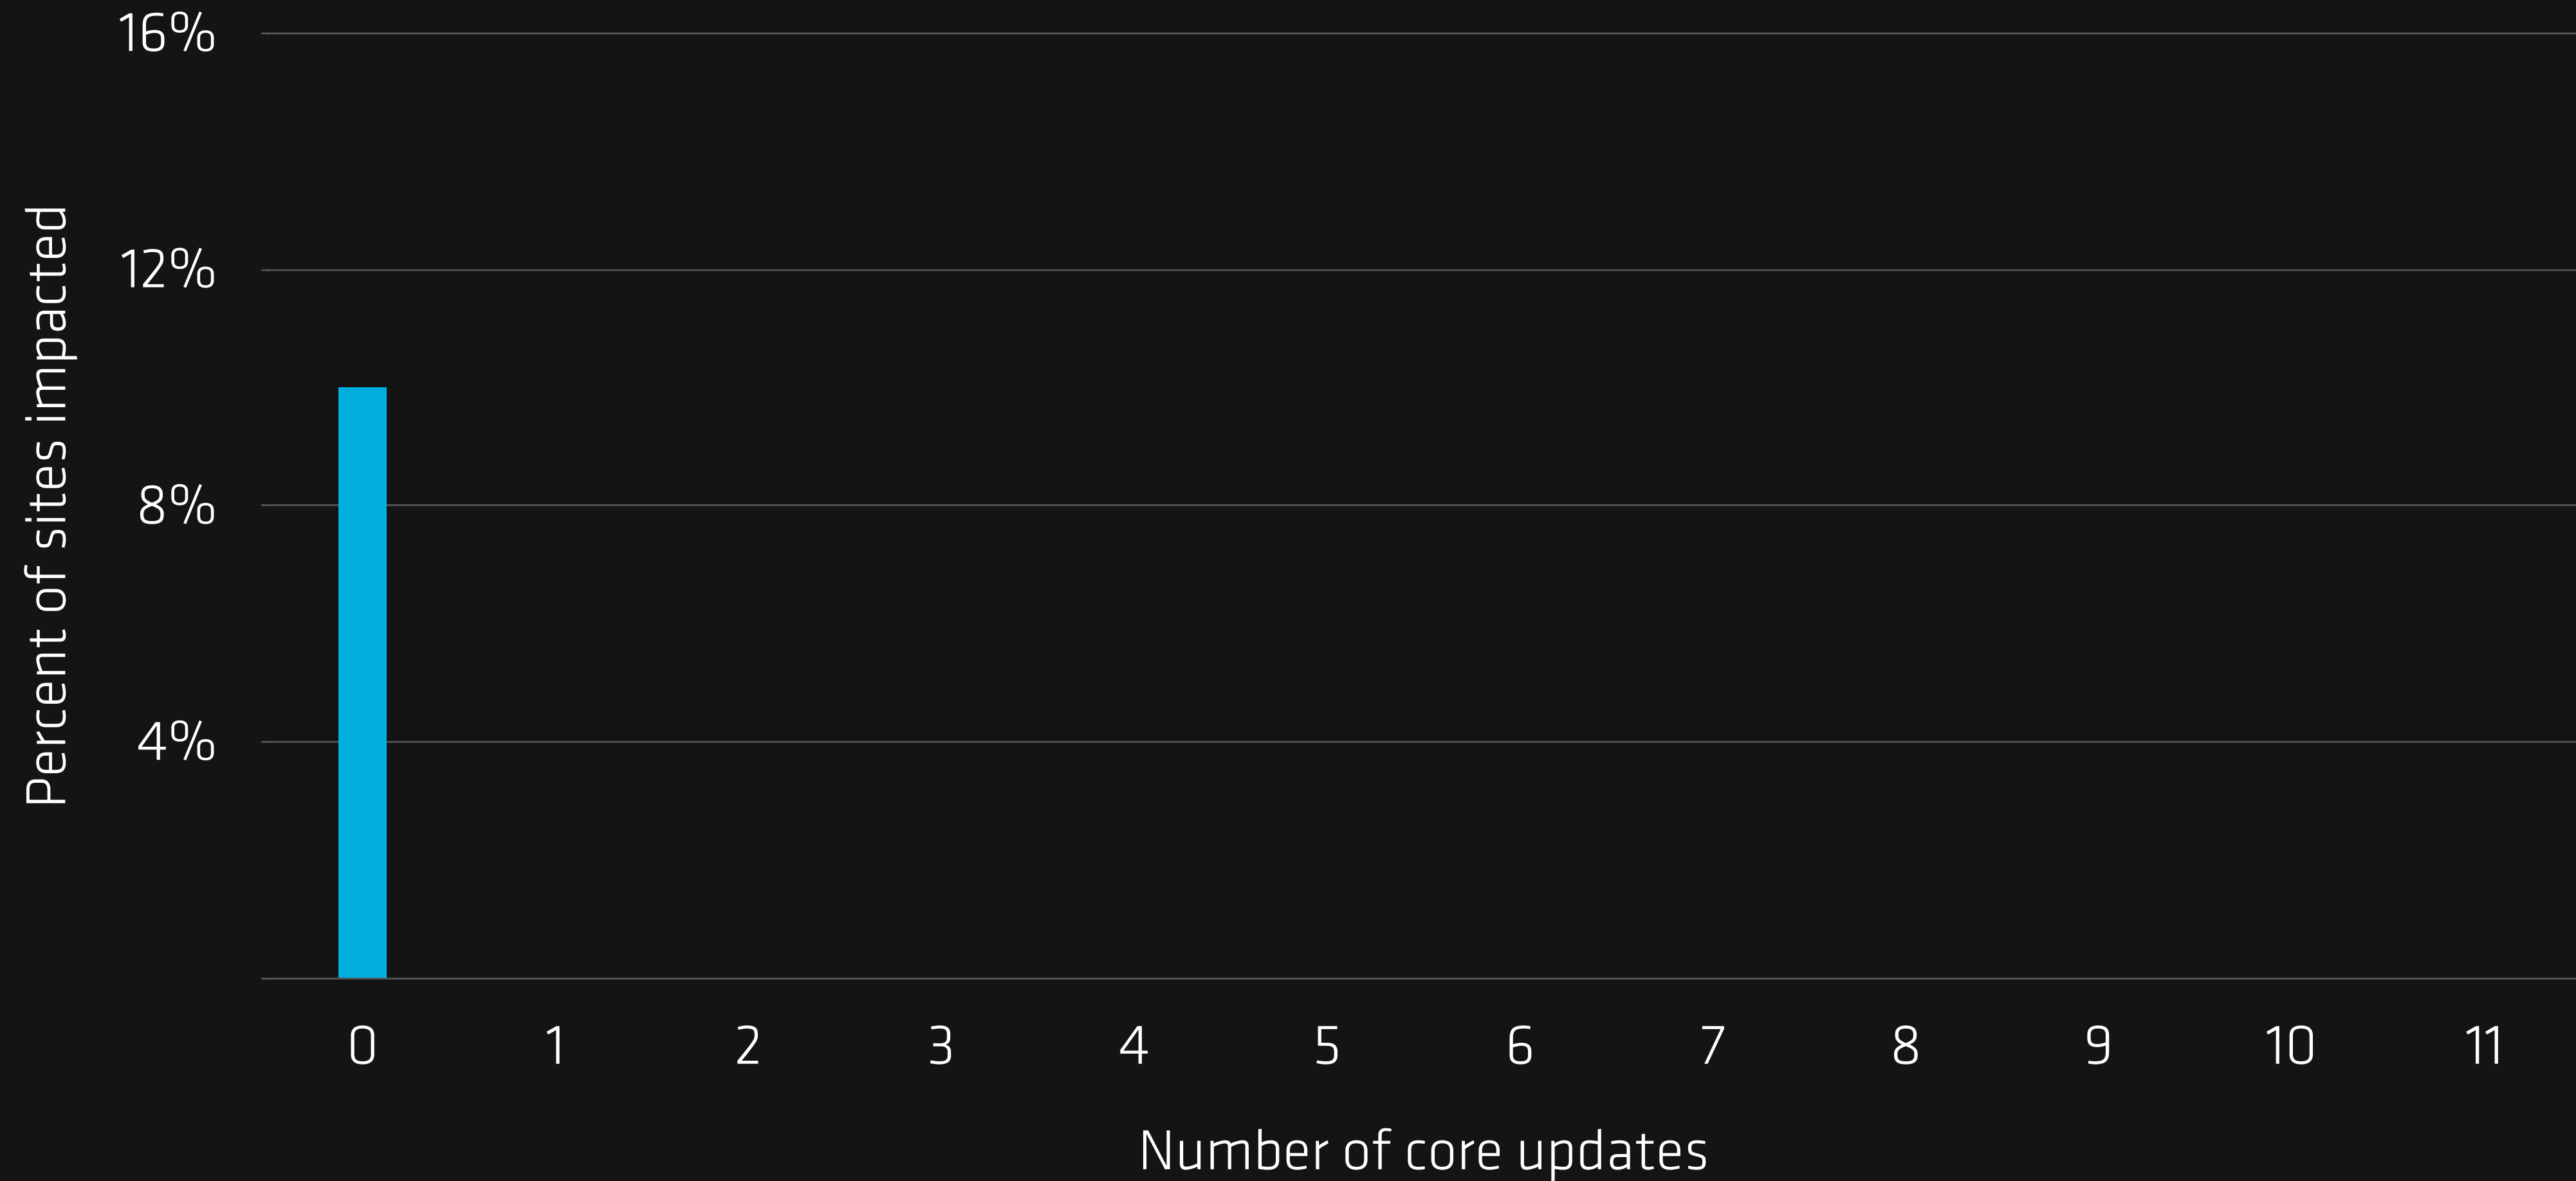 16%
12%
8%
4%
Percent of sites impacted
0 1 2 3 4 5 6 7 8 9 10 11
Number of core updates